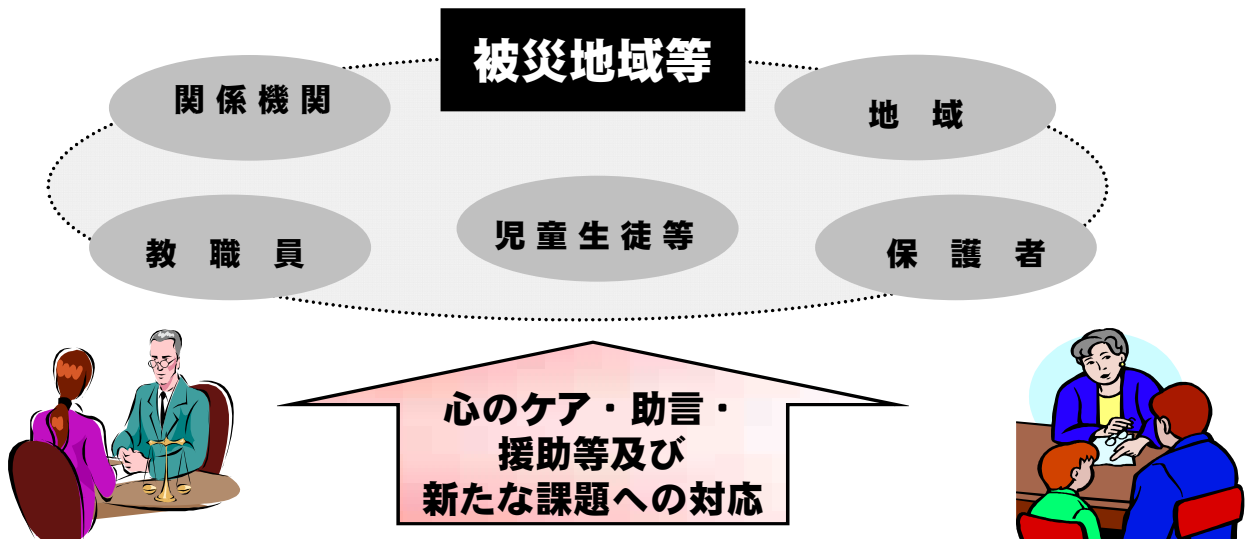 被災地域等
関係機関
地域
教職員
児童生徒等
保護者
心のケア・助言・
援助等及び
新たな課題への対応